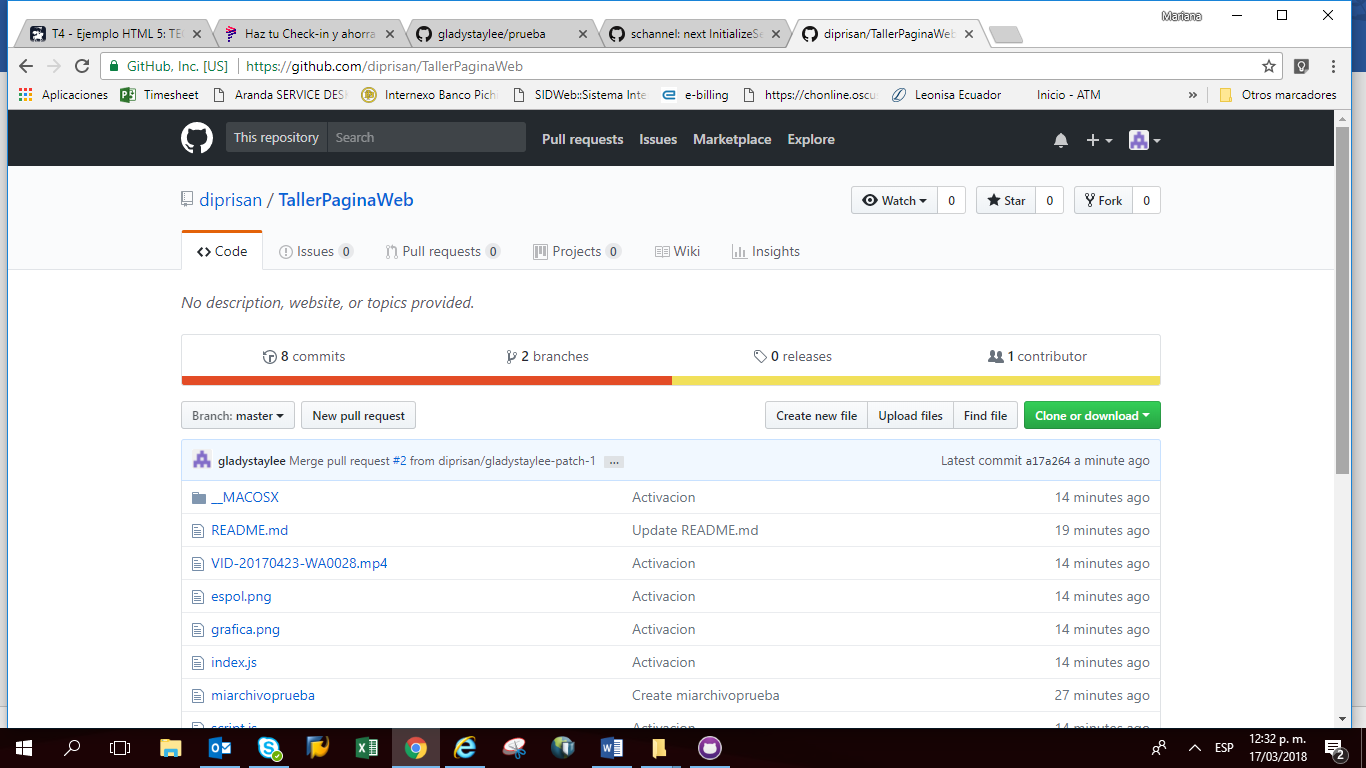 Mariana
T4 - Ejemplo HTML 5: TE
Haz tu Check-in y ahorra
gladystaylee/prueba
schannel: next InitializeSe
diprisan/TallerPaginaWeb
GitHub, Inc. [US] https://github.com/diprisan/TallerPaginaWeb
Aplicaciones Timesheet Aranda SERVICE DES Internexo Banco Pich SIDWeb::Sistema Inte e-billing https://chonline.oscu Leonisa Ecuador Inicio - ATM » Otros marcadores
This repository Search Pull requests Issues Marketplace Explore
diprisan / TallerPaginaWeb Watch 0 Star 0 Fork 0
Code Issues 0 Pull requests 0 Projects 0 Wiki Insights
No description, website, or topics provided.
8 commits 2 branches 0 releases 1 contributor
Branch: master New pull request Create new file Upload files Find file Clone or download
gladystaylee Merge pull request #2 from diprisan/gladystaylee-patch-1 … Latest commit a17a264 a minute ago
__MACOSX Activacion 14 minutes ago
README.md Update README.md 19 minutes ago
VID-20170423-WA0028.mp4 Activacion 14 minutes ago
espol.png Activacion 14 minutes ago
grafica.png Activacion 14 minutes ago
index.js Activacion 14 minutes ago
miarchivoprueba Create miarchivoprueba 27 minutes ago
script.js Activacion 14 minutes ago
ESP 12:32 p. m.
17/03/2018
2